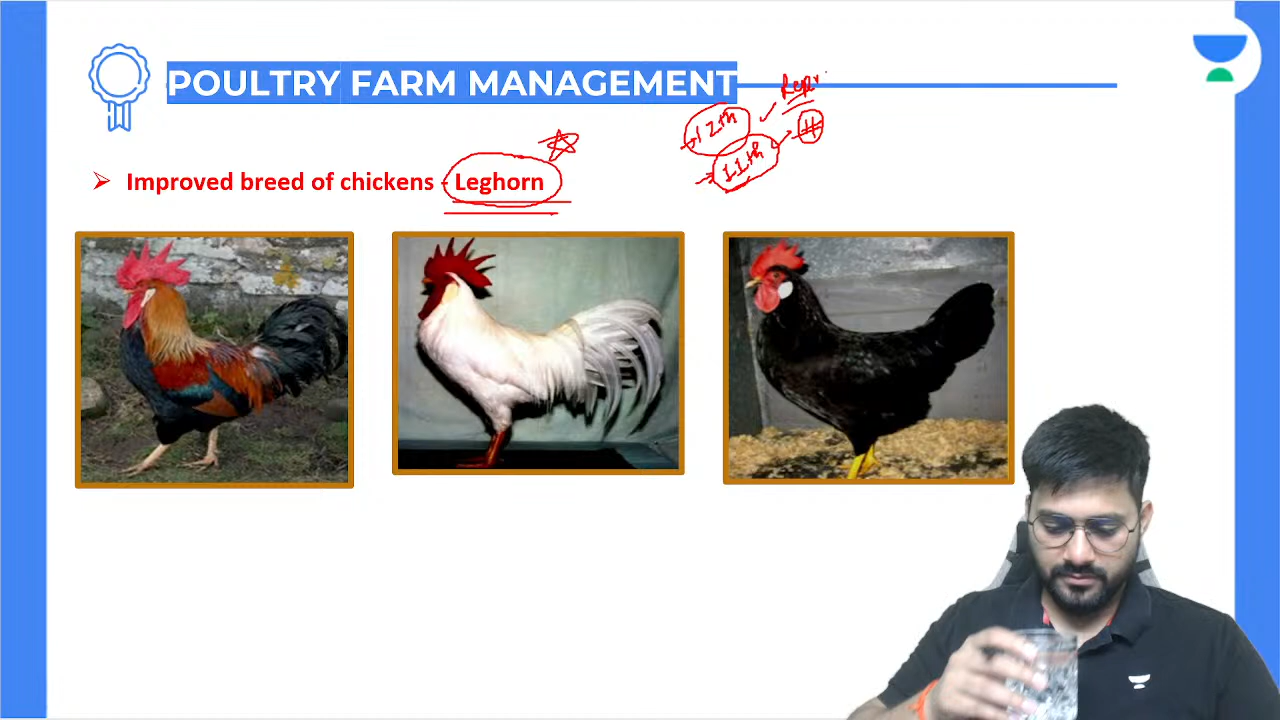 POULTRY FARM MANAGEMENT
12th
11th
Improved breed of chickens - Leghorn